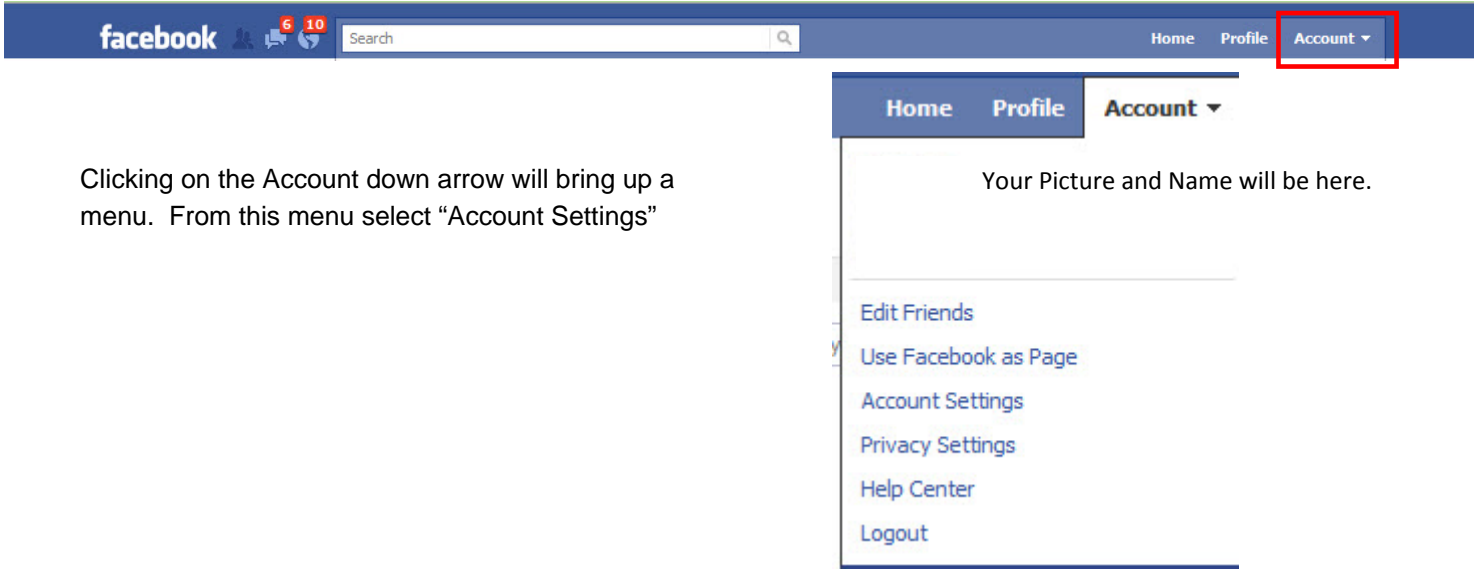 facebook 6 10 Search Home Profile Account
Home Profile Account
Clicking on the Account down arrow will bring up a
menu.  From this menu select “Account Settings”
Your Picture and Name will be here.
Edit Friends
y
Use Facebook as Page
Account Settings
Privacy Settings
Help Center
Logout